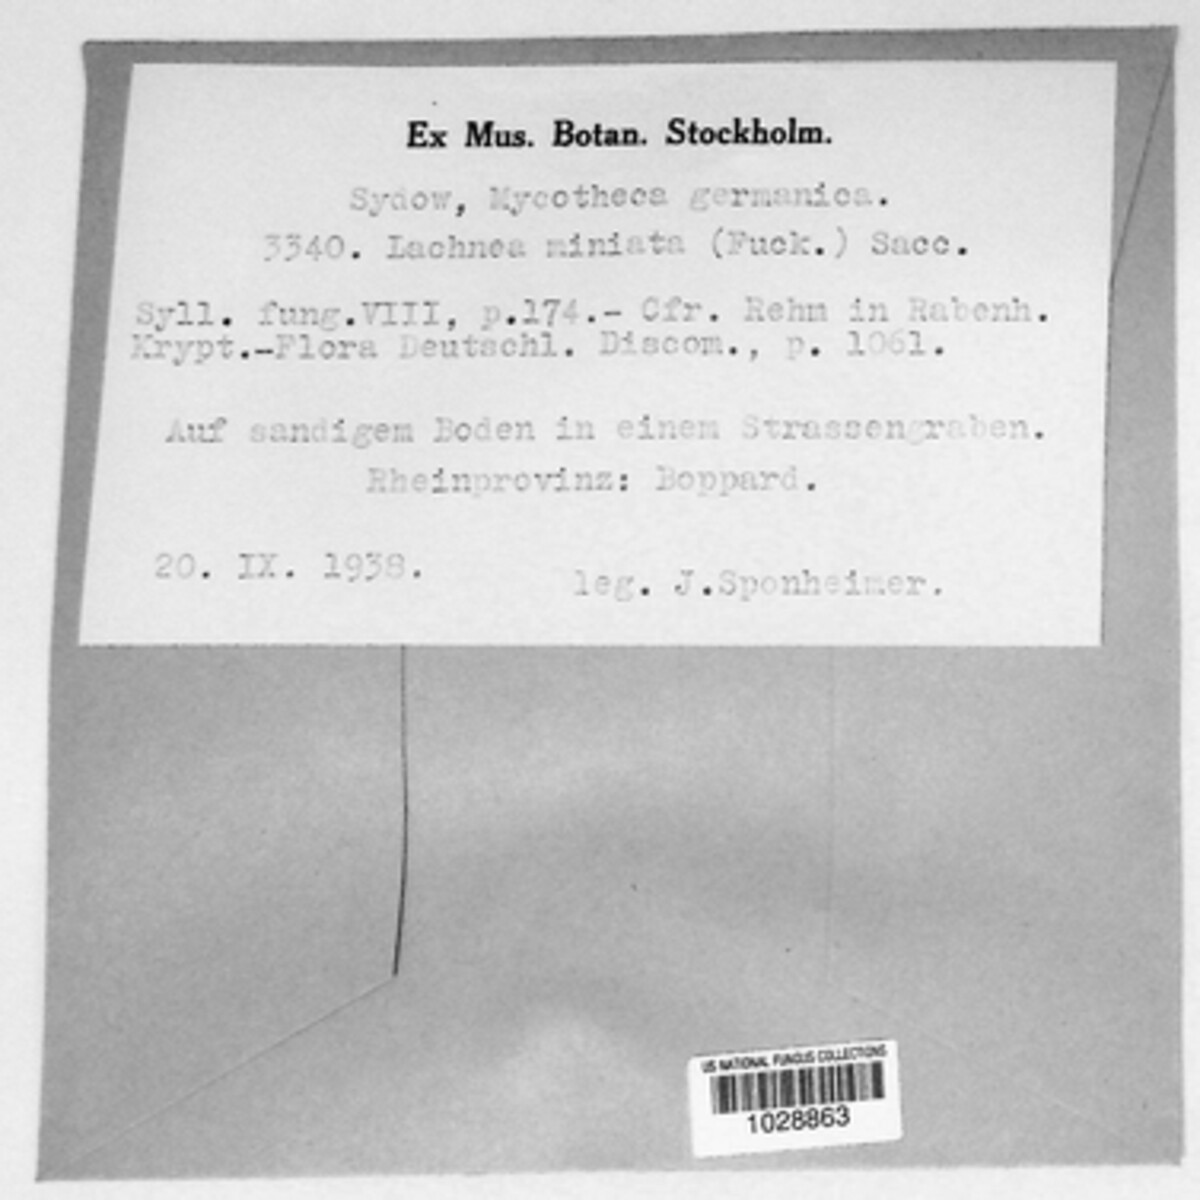 Ex Mus. Botan. Stockholm.
Sydow, Mycotheca germanica.
3340. Lachnea miniata (Fuck.) Sacc.
Syll. fung.VIII, p.174.- Cfr. Rehm in Rabenh.
Krypt.-Flora Deutschl. Discom., p. 1061.
Auf sandigem Boden in einem Strassengraben.
Rheinprovinz: Boppard.
20. IX. 1938.
leg. J.Sponheimer.
US NATIONAL FUNGUS COLLECTIONS
1028863